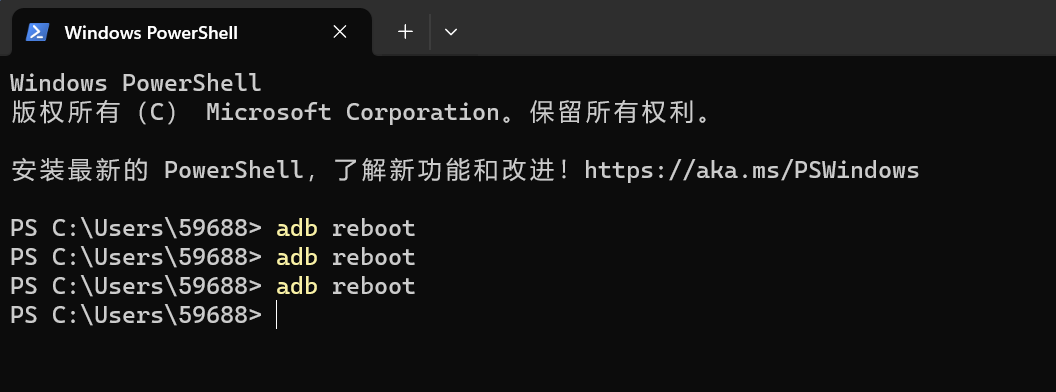 Windows PowerShell
Windows PowerShell
版权所有（C） Microsoft Corporation。保留所有权利。
安装最新的 PowerShell，了解新功能和改进！https://aka.ms/PSWindows
PS C:\Users\59688> adb reboot
PS C:\Users\59688> adb reboot
PS C:\Users\59688> adb reboot
PS C:\Users\59688>